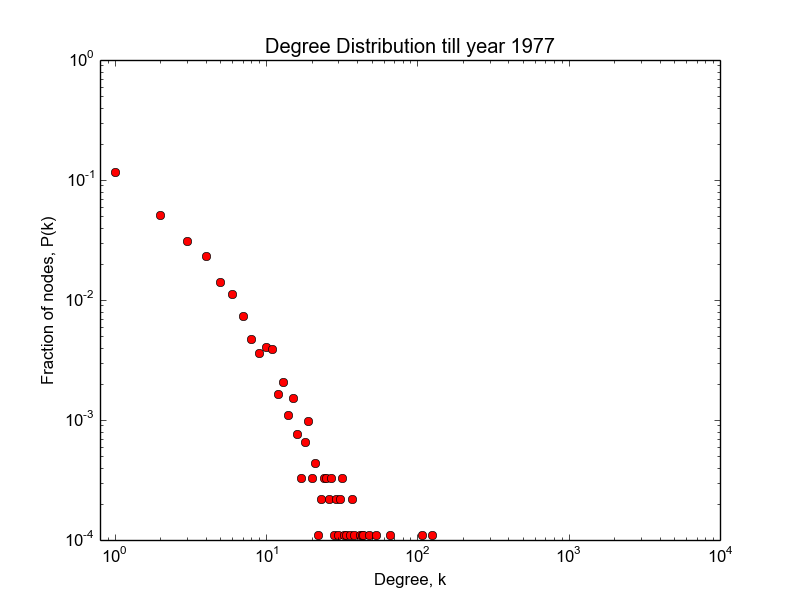 Degree Distribution till year 1977
Fraction of nodes, P(k)
10^0
10^-1
10^-2
10^-3
10^-4
10^0 10^1 10^2 10^3 10^4
Degree, k